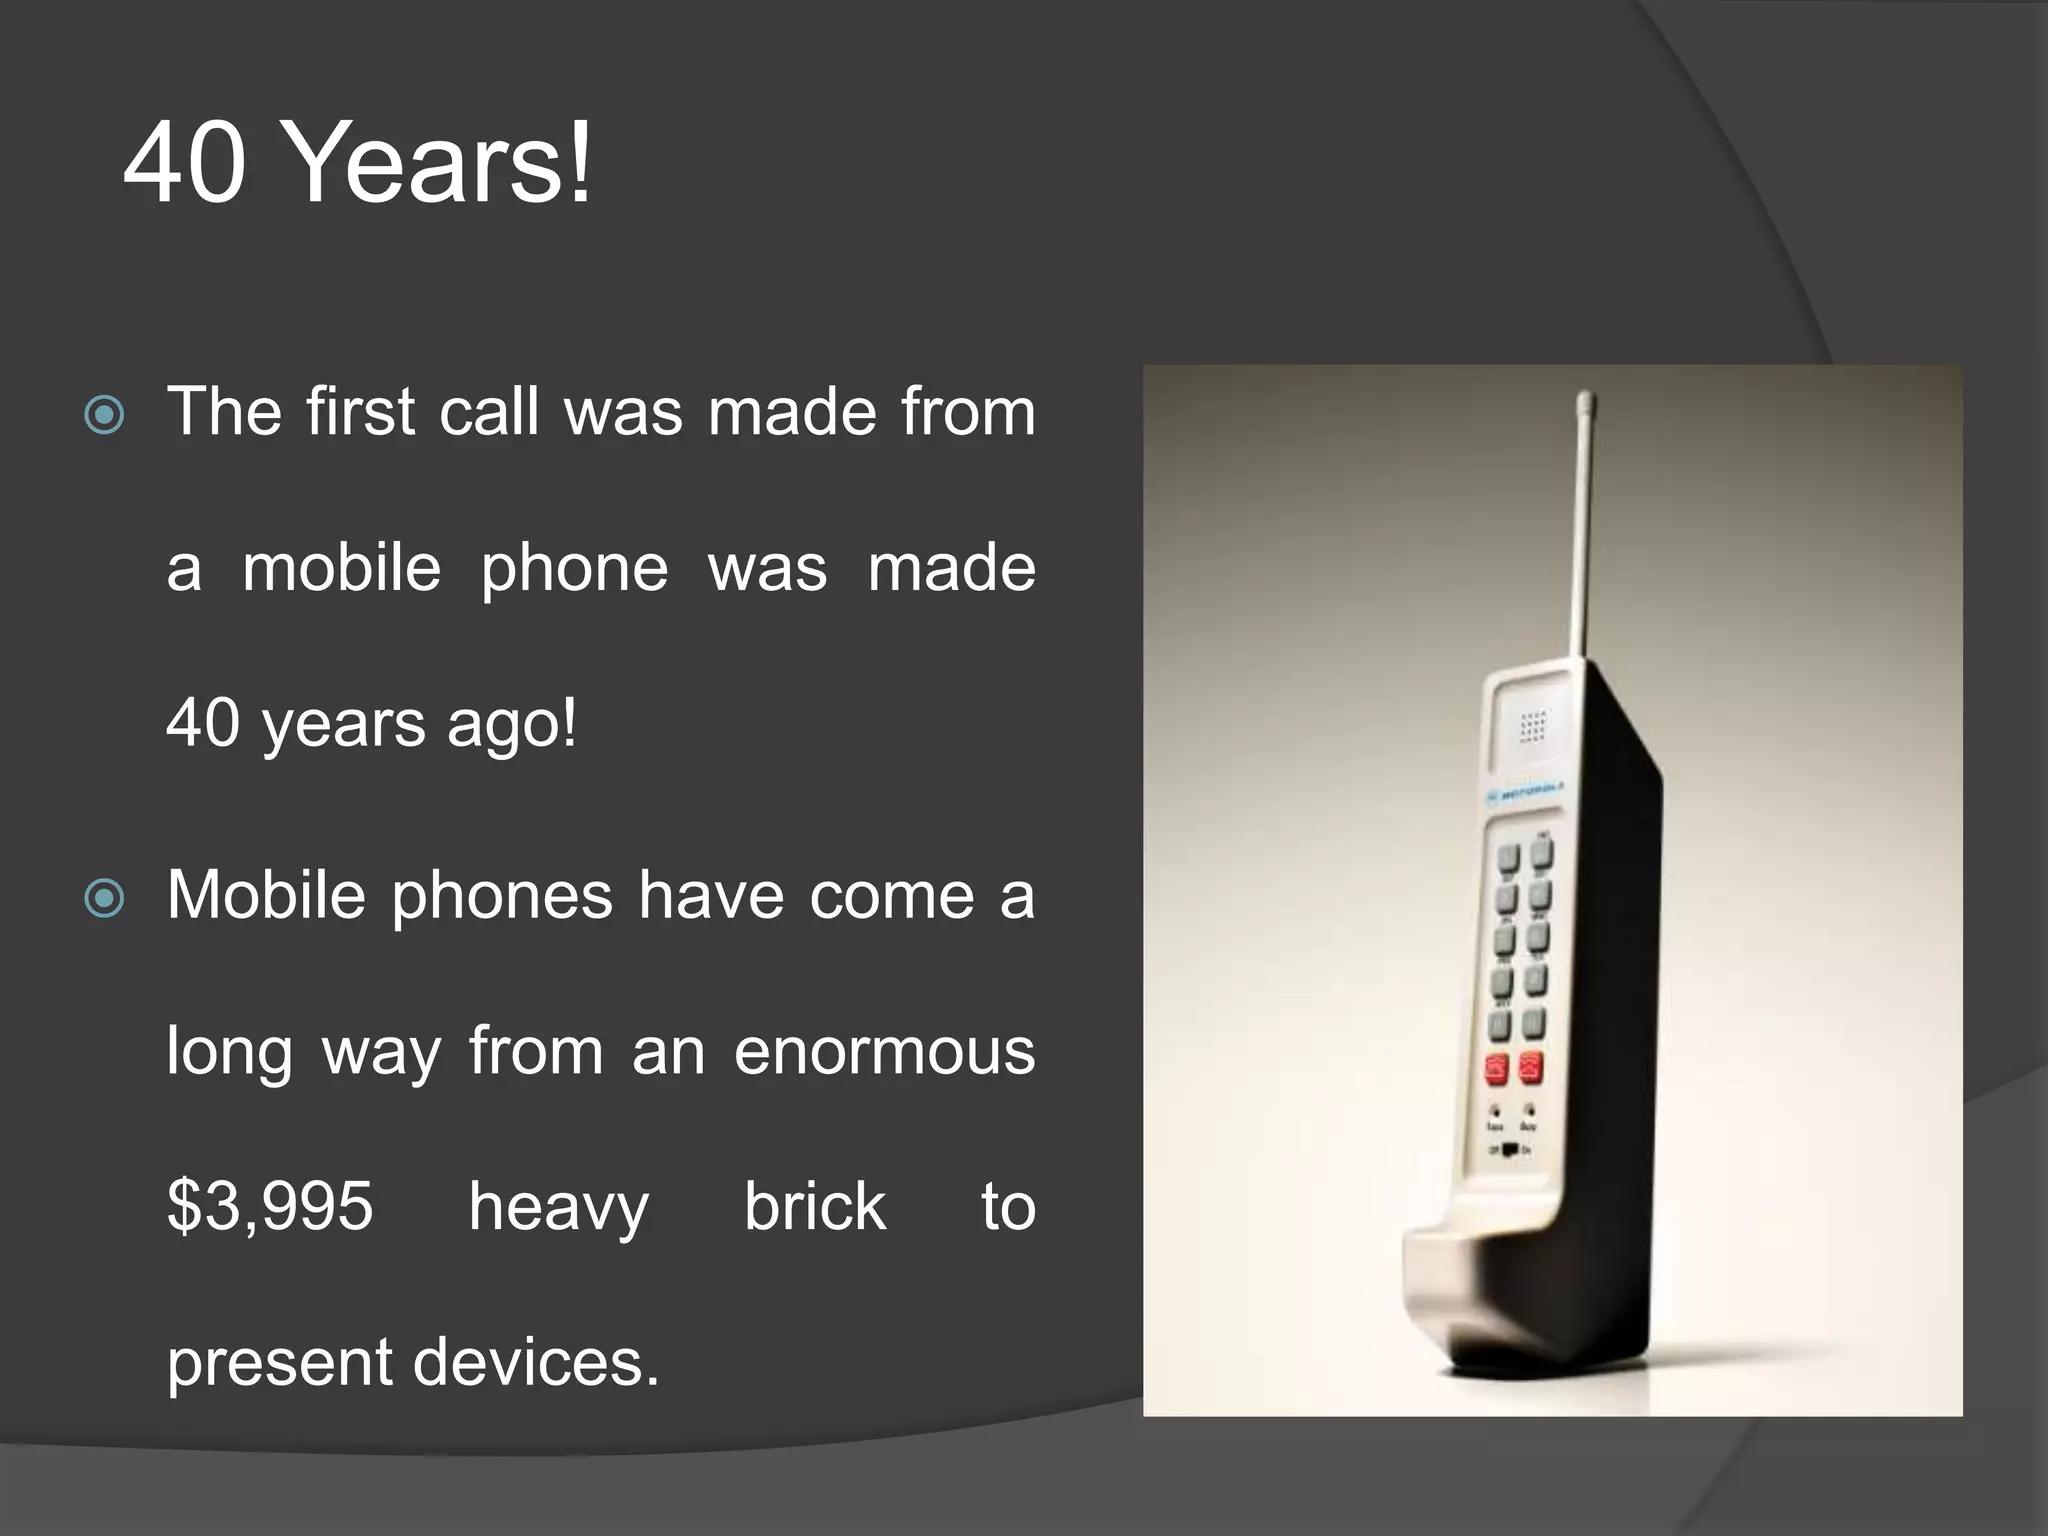 40 Years!
The first call was made from
a mobile phone was made
40 years ago!
Mobile phones have come a
long way from an enormous
$3,995 heavy brick to
present devices.
MOTOROLA